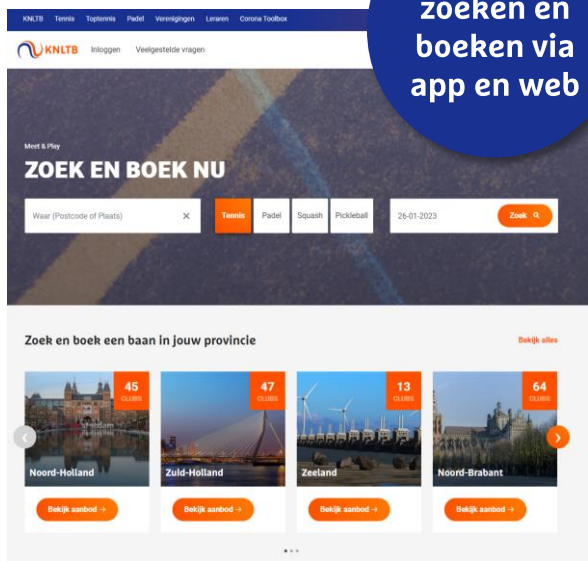 KNLTB Tennis Toptennis Padel Verenigingen Leraren Corona Toolbox
zoeken en
boeken via
app en web
KNLTB Inloggen Veelgestelde vragen
Meet & Play
ZOEK EN BOEK NU
Waar (Postcode of Plaats) Tennis Padel Squash Pickleball 26-01-2023 Zoek
Zoek en boek een baan in jouw provincie Bekijk alles
45 CLUBS
47 CLUBS
13 CLUBS
64 CLUBS
Noord-Holland Zuid-Holland Zeeland Noord-Brabant
Bekijk aanbod → Bekijk aanbod → Bekijk aanbod → Bekijk aanbod →